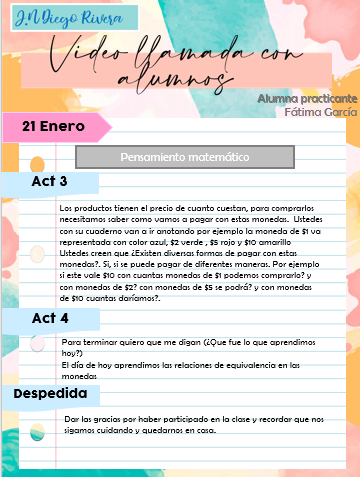 J.N Diego Rivera
Video llamada con
alumnos
Alumna practicante
Fátima García
21 Enero
Pensamiento matemático
Act 3
Los productos tienen el precio de cuanto cuestan, para comprarlos
necesitamos saber como vamos a pagar con estas monedas. Ustedes
con su cuaderno van a ir anotando por ejemplo la moneda de $1 va
representada con color azul, $2 verde , $5 rojo y $10 amarillo
Ustedes creen que ¿Existen diversas formas de pagar con estas
monedas?. Si, si se puede pagar de diferentes maneras. Por ejemplo
si este vale $10 con cuantas monedas de $1 podemos comprarlo? y
con monedas de $2? con monedas de $5 se podrá? y con monedas
de $10 cuantas daríamos?.
Act 4
Para terminar quiero que me digan (¿Que fue lo que aprendimos
hoy?)
El día de hoy aprendimos las relaciones de equivalencia en las
monedas
Despedida
Dar las gracias por haber participado en la clase y recordar que nos
sigamos cuidando y quedarnos en casa.